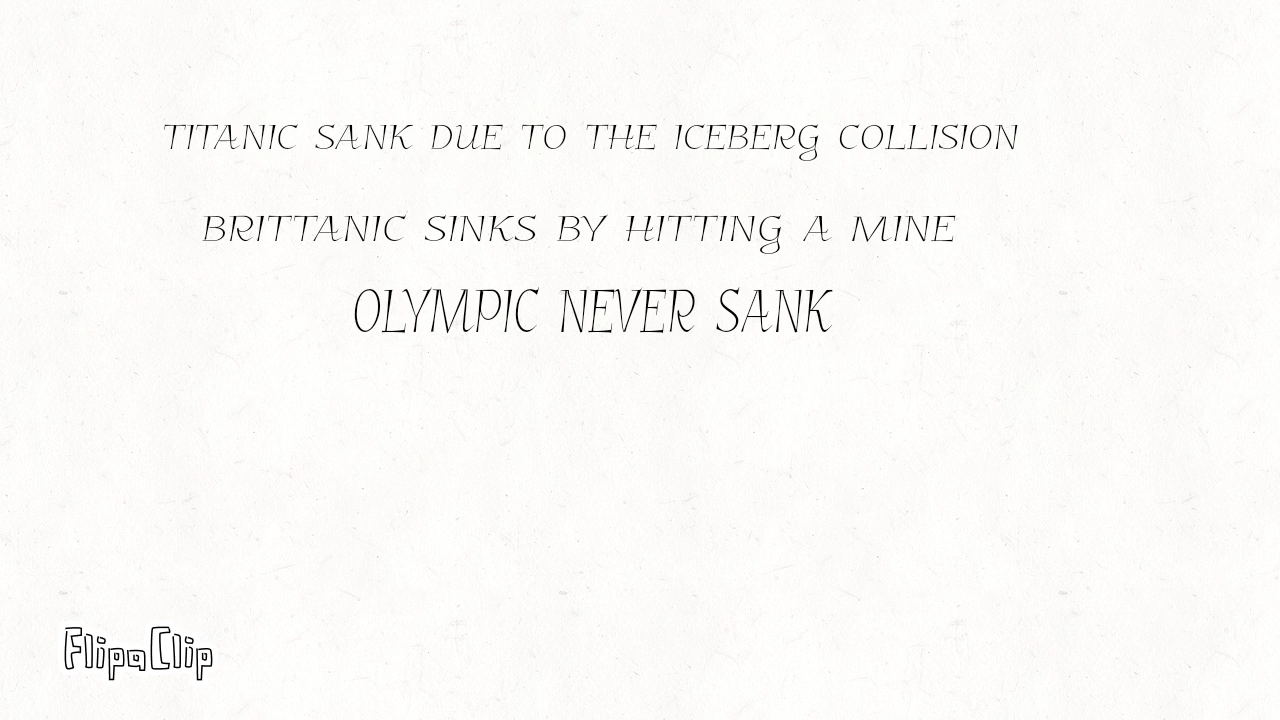 TITANIC SANK DUE TO THE ICEBERG COLLISION
BRITTANIC SINKS BY HITTING A MINE
OLYMPIC NEVER SANK
FlipaClip